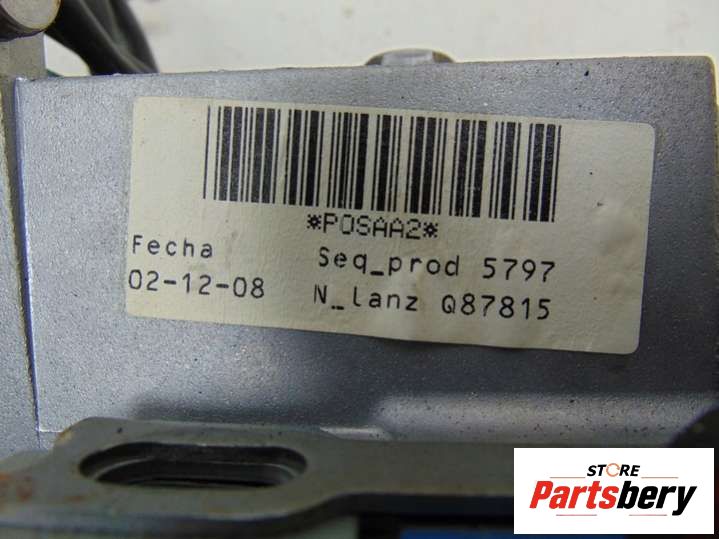 *POSAA2*
Fecha Seq_prod 5797
02-12-08 N_lanz Q87815
STORE
Partsbery